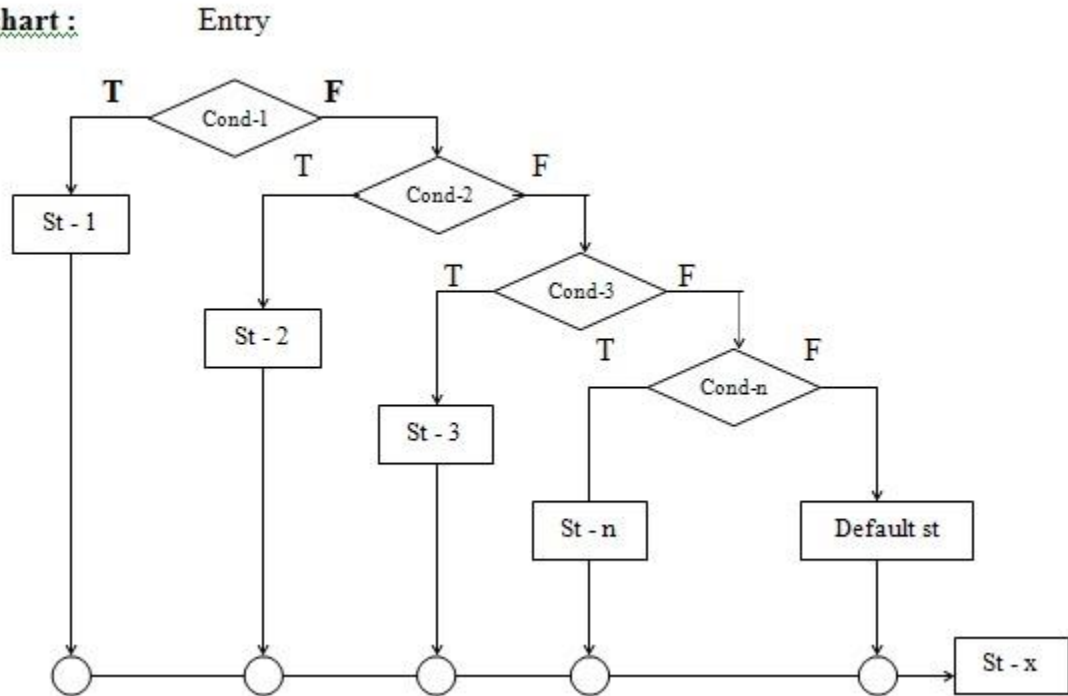 hart : Entry
T F
Cond-1
T F
Cond-2
St - 1
T F
Cond-3
St - 2
T F
Cond-n
St - 3
St - n Default st
St - x